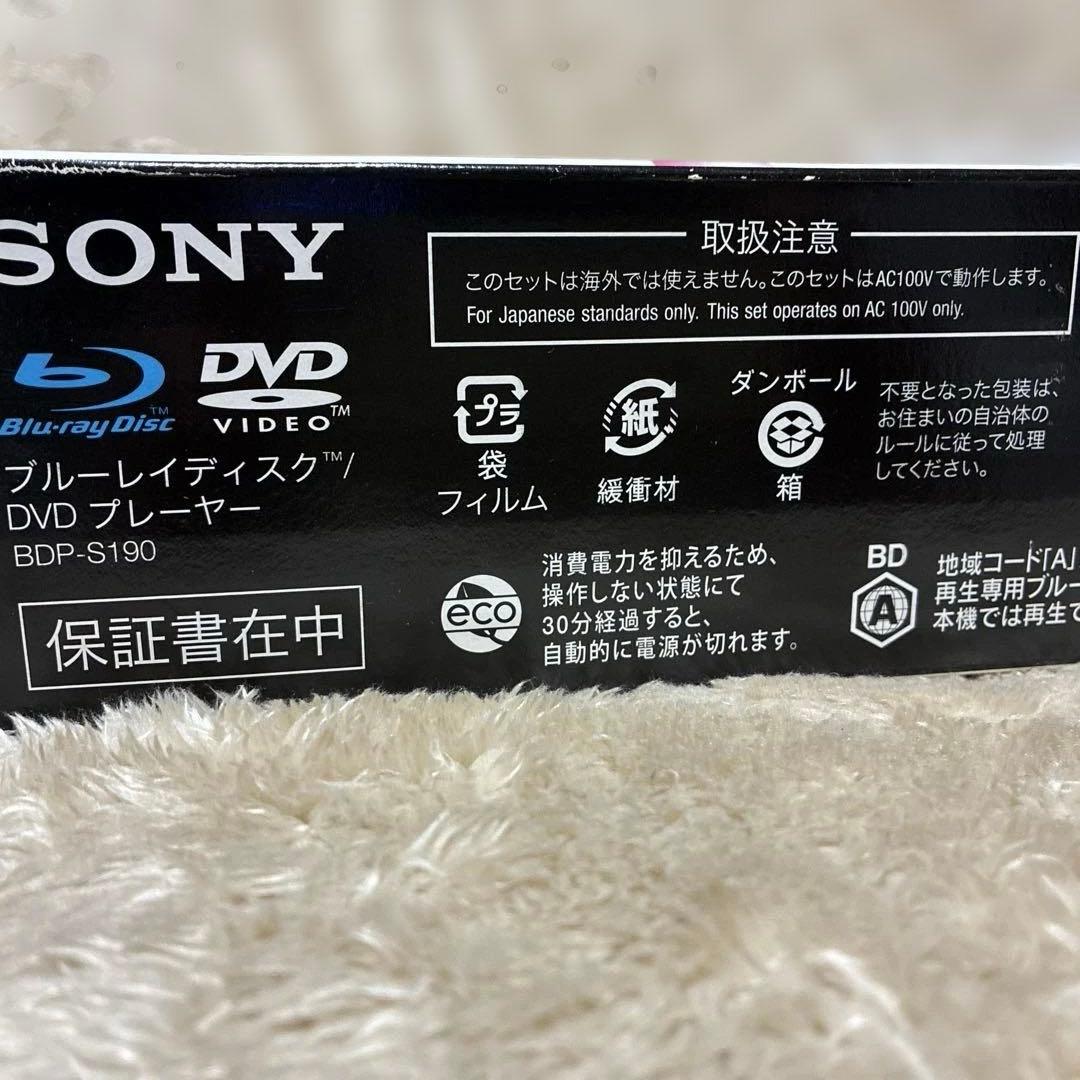 SONY
Blu-ray Disc™
DVD
VIDEO™
ブルーレイディスク™/
DVD プレーヤー
BDP-S190
保証書在中
取扱注意
このセットは海外では使えません。このセットはAC100Vで動作します。
For Japanese standards only. This set operates on AC 100V only.
プラ
袋
フィルム
紙
緩衝材
ダンボール
箱
不要となった包装は、
お住まいの自治体の
ルールに従って処理
してください。
eco
消費電力を抑えるため、
操作しない状態にて
30分経過すると、
自動的に電源が切れます。
BD
A
地域コード「A」
再生専用ブルー
本機では再生で